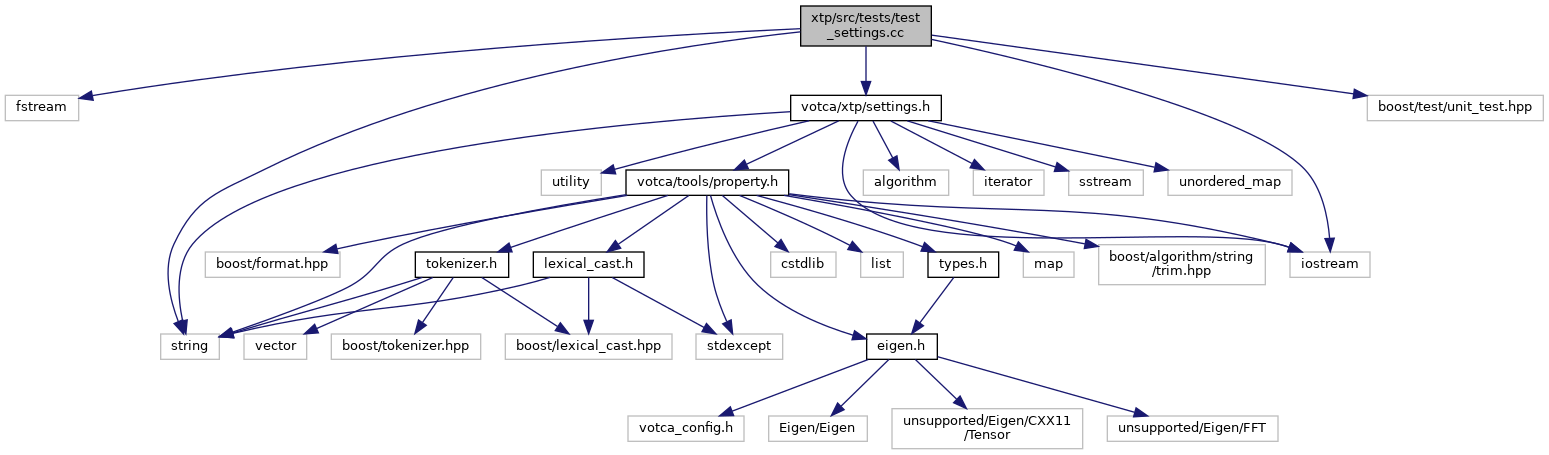 xtp/src/tests/test
_settings.cc
fstream
votca/xtp/settings.h
boost/test/unit_test.hpp
utility
votca/tools/property.h
algorithm
iterator
sstream
unordered_map
boost/format.hpp
tokenizer.h
lexical_cast.h
cstdlib
list
types.h
map
boost/algorithm/string
/trim.hpp
iostream
string
vector
boost/tokenizer.hpp
boost/lexical_cast.hpp
stdexcept
eigen.h
votca_config.h
Eigen/Eigen
unsupported/Eigen/CXX11
/Tensor
unsupported/Eigen/FFT